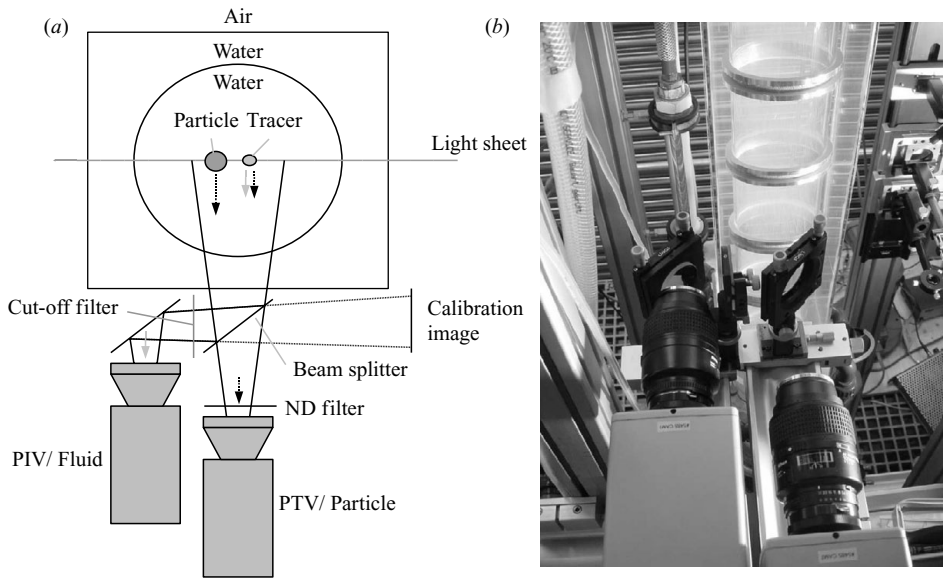 (a)
Air
(b)
Water
Water
Particle Tracer
Light sheet
Cut-off filter
Calibration
image
Beam splitter
ND filter
PIV/ Fluid
PTV/ Particle